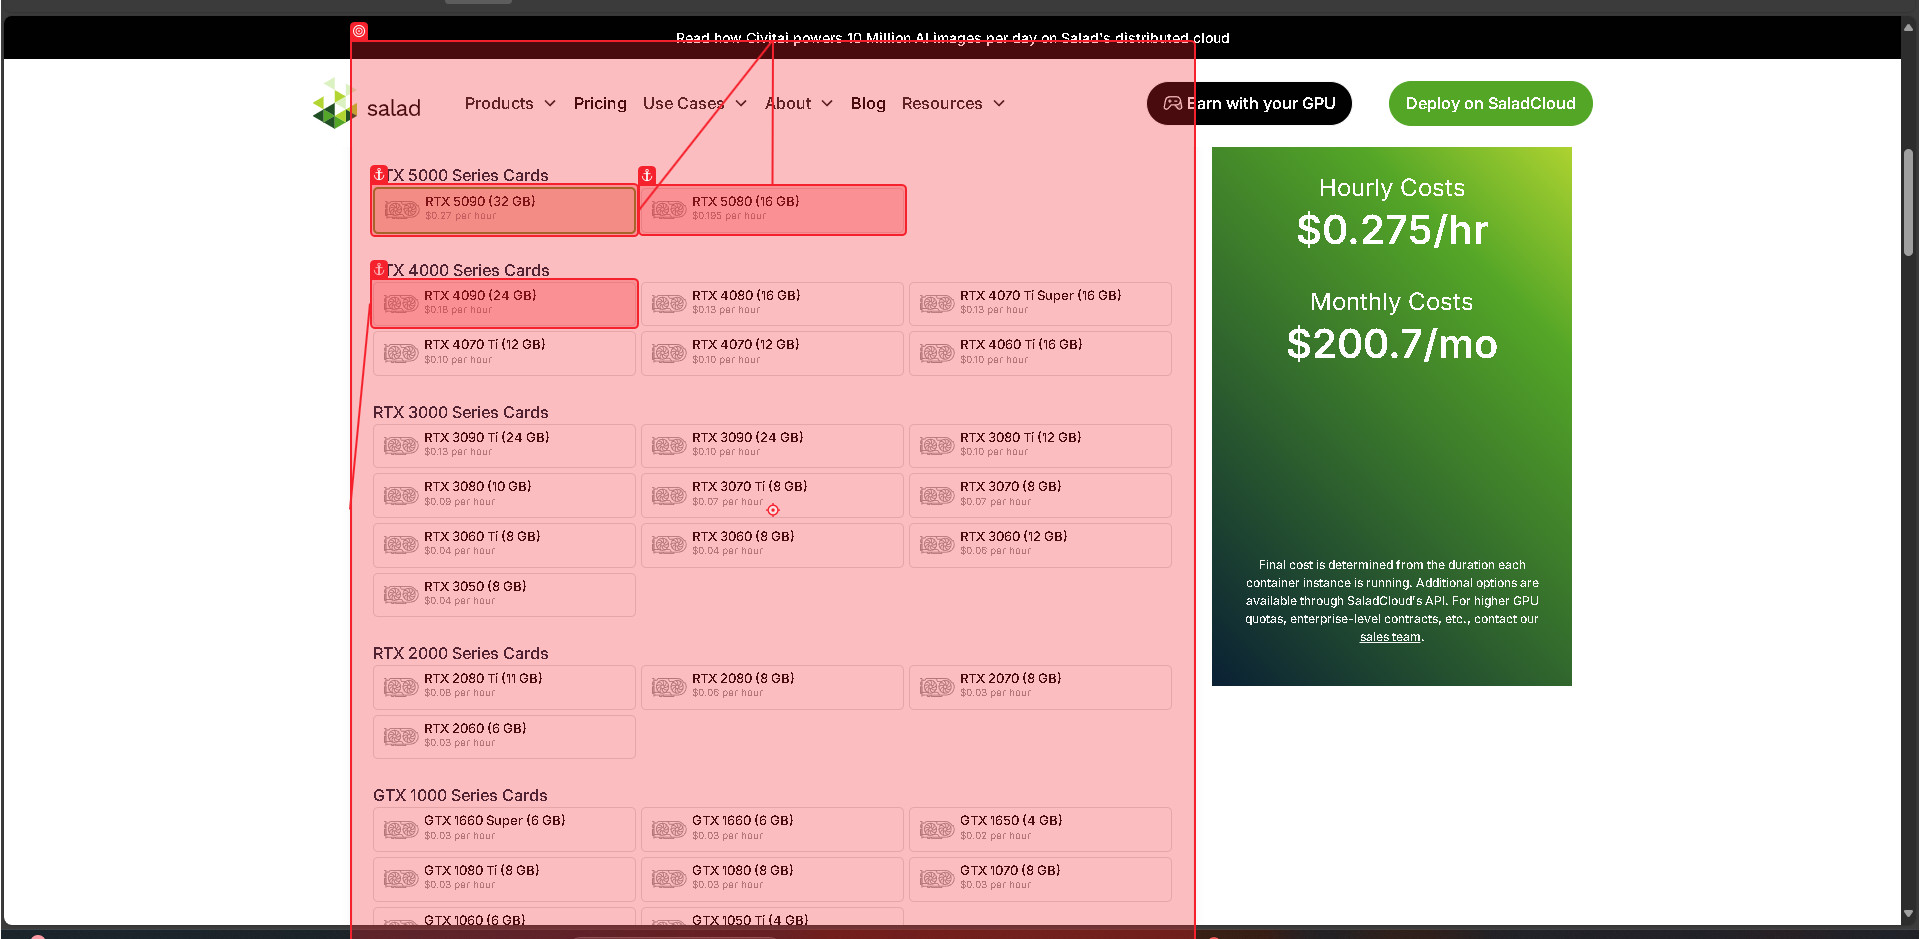 Read how Civitai powers 10 Million AI images per day on Salad's distributed cloud
salad
Products
Pricing
Use Cases
About
Blog
Resources
Earn with your GPU
Deploy on SaladCloud
TX 5000 Series Cards
RTX 5090 (32 GB)
$0.27 per hour
RTX 5080 (16 GB)
$0.195 per hour
TX 4000 Series Cards
RTX 4090 (24 GB)
$0.18 per hour
RTX 4080 (16 GB)
$0.13 per hour
RTX 4070 Ti Super (16 GB)
$0.13 per hour
RTX 4070 Ti (12 GB)
$0.10 per hour
RTX 4070 (12 GB)
$0.10 per hour
RTX 4060 Ti (16 GB)
$0.10 per hour
RTX 3000 Series Cards
RTX 3090 Ti (24 GB)
$0.13 per hour
RTX 3090 (24 GB)
$0.10 per hour
RTX 3080 Ti (12 GB)
$0.10 per hour
RTX 3080 (10 GB)
$0.09 per hour
RTX 3070 Ti (8 GB)
$0.07 per hour
RTX 3070 (8 GB)
$0.07 per hour
RTX 3060 Ti (8 GB)
$0.04 per hour
RTX 3060 (8 GB)
$0.04 per hour
RTX 3060 (12 GB)
$0.06 per hour
RTX 3050 (8 GB)
$0.04 per hour
RTX 2000 Series Cards
RTX 2080 Ti (11 GB)
$0.08 per hour
RTX 2080 (8 GB)
$0.06 per hour
RTX 2070 (8 GB)
$0.03 per hour
RTX 2060 (6 GB)
$0.03 per hour
GTX 1000 Series Cards
GTX 1660 Super (6 GB)
$0.03 per hour
GTX 1660 (6 GB)
$0.03 per hour
GTX 1650 (4 GB)
$0.02 per hour
GTX 1080 Ti (8 GB)
$0.03 per hour
GTX 1080 (8 GB)
$0.03 per hour
GTX 1070 (8 GB)
$0.03 per hour
GTX 1060 (6 GB)
GTX 1050 Ti (4 GB)
Hourly Costs
$0.275/hr
Monthly Costs
$200.7/mo
Final cost is determined from the duration each
container instance is running. Additional options are
available through SaladCloud's API. For higher GPU
quotas, enterprise-level contracts, etc., contact our
sales team.